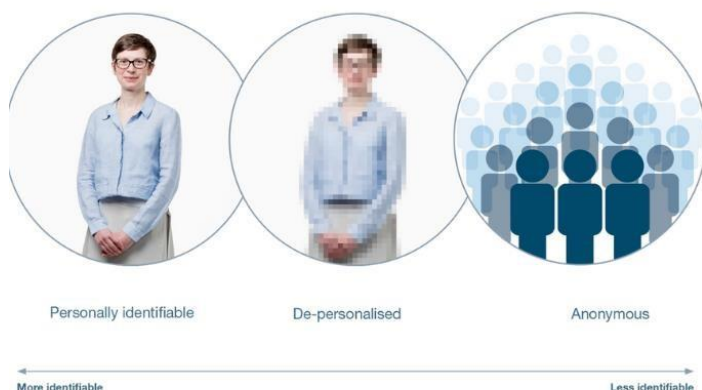 Personally identifiable
De-personalised
Anonymous
More identifiable
Less identifiable